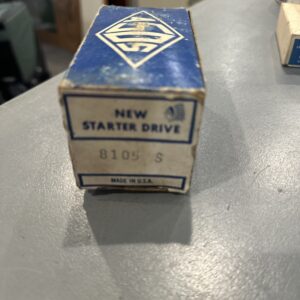 NEW
STARTER DRIVE
8105 S
MADE IN U.S.A.